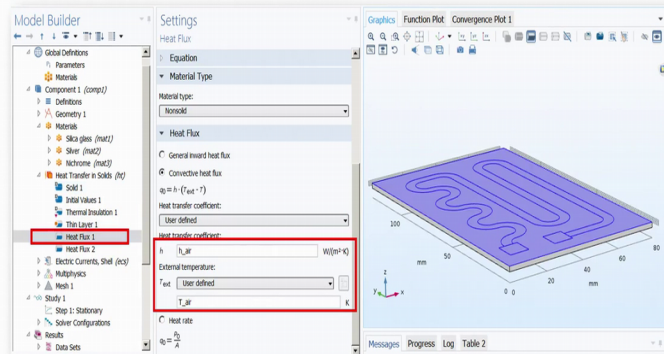 Model Builder
Global Definitions
Parameters
Materials
Component 1 (comp1)
Definitions
Geometry 1
Materials
Silica glass (mat1)
Silver (mat2)
Nichrome (mat3)
Heat Transfer in Solids (ht)
Solid 1
Initial Values 1
Thermal Insulation 1
Thin Layer 1
Heat Flux 1
Heat Flux 2
Electric Currents, Shell (ecs)
Multiphysics
Mesh 1
Study 1
Step 1: Stationary
Solver Configurations
Results
Data Sets
Settings
Heat Flux
Equation
Material Type
Material type:
Nonsolid
Heat Flux
General inward heat flux
Convective heat flux
q₀ = h·(Text - T)
Heat transfer coefficient:
User defined
Heat transfer coefficient:
h h_air W/(m²·K)
External temperature:
Text User defined
T_air K
Heat rate
q₀ = P₀/A
Graphics Function Plot Convergence Plot 1
100
50
mm
0 0
20
40
60
80
mm
z
y x
Messages Progress Log Table 2